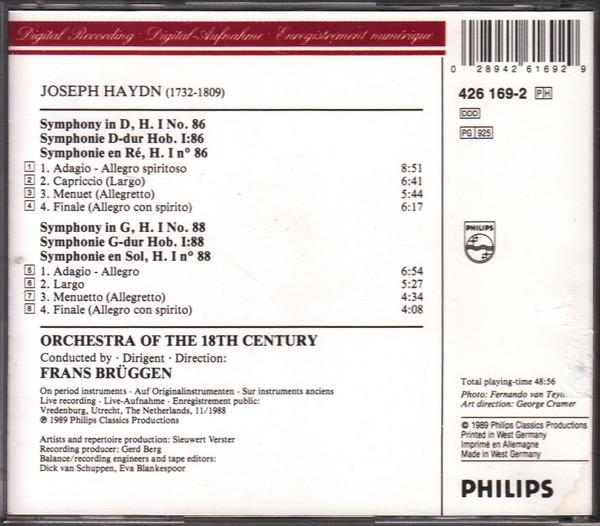 Digital Recording · Digital-Aufnahme · Enregistrement numérique
0 28942 61692 9
426 169-2 PH
DDD
PG 925
JOSEPH HAYDN (1732-1809)
Symphony in D, H. I No. 86
Symphonie D-dur Hob. I:86
Symphonie en Ré, H. I nº 86
1 1. Adagio - Allegro spiritoso 8:51
2 2. Capriccio (Largo) 6:41
3 3. Menuet (Allegretto) 5:44
4 4. Finale (Allegro con spirito) 6:17
Symphony in G, H. I No. 88
Symphonie G-dur Hob. I:88
Symphonie en Sol, H. I nº 88
5 1. Adagio - Allegro 6:54
6 2. Largo 5:27
7 3. Menuetto (Allegretto) 4:34
8 4. Finale (Allegro con spirito) 4:08
ORCHESTRA OF THE 18TH CENTURY
Conducted by · Dirigent · Direction:
FRANS BRÜGGEN
On period instruments · Auf Originalinstrumenten · Sur instruments anciens
Live recording · Live-Aufnahme · Enregistrement public:
Vredenburg, Utrecht, The Netherlands, 11/1988
℗ 1989 Philips Classics Productions
Artists and repertoire production: Sieuwert Verster
Recording producer: Gerd Berg
Balance/recording engineers and tape editors:
Dick van Schuppen, Eva Blankespoor
PHILIPS
Total playing-time 48:56
Photo: Fernando van
Art direction: George Cramer
© 1989 Philips Classics Productions
Printed in West Germany
Imprimé en Allemagne
Made in West Germany
PHILIPS